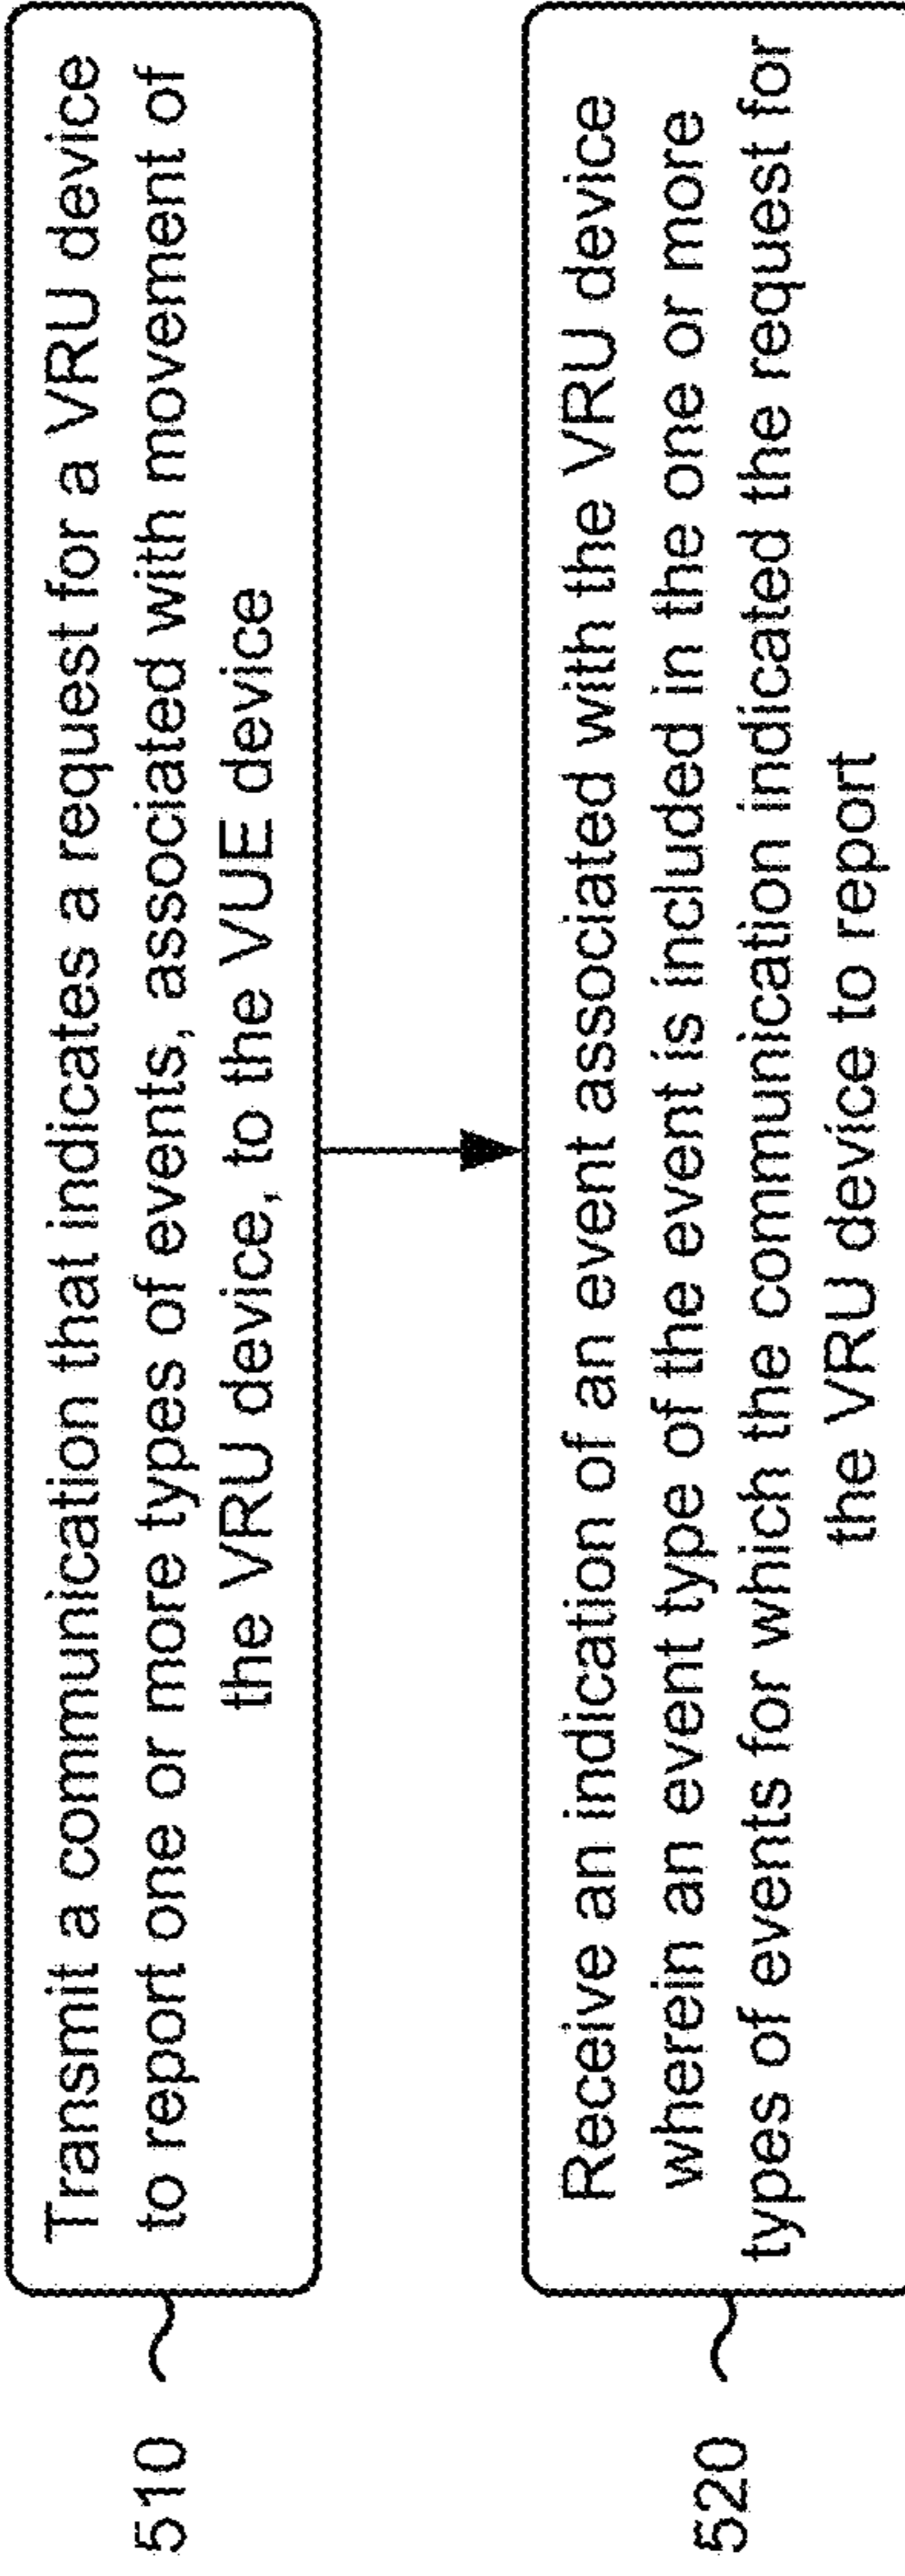 510
Transmit a communication that indicates a request for a VRU device
to report one or more types of events, associated with movement of
the VRU device, to the VUE device
520
Receive an indication of an event associated with the VRU device
wherein an event type of the event is included in the one or more
types of events for which the communication indicated the request for
the VRU device to report